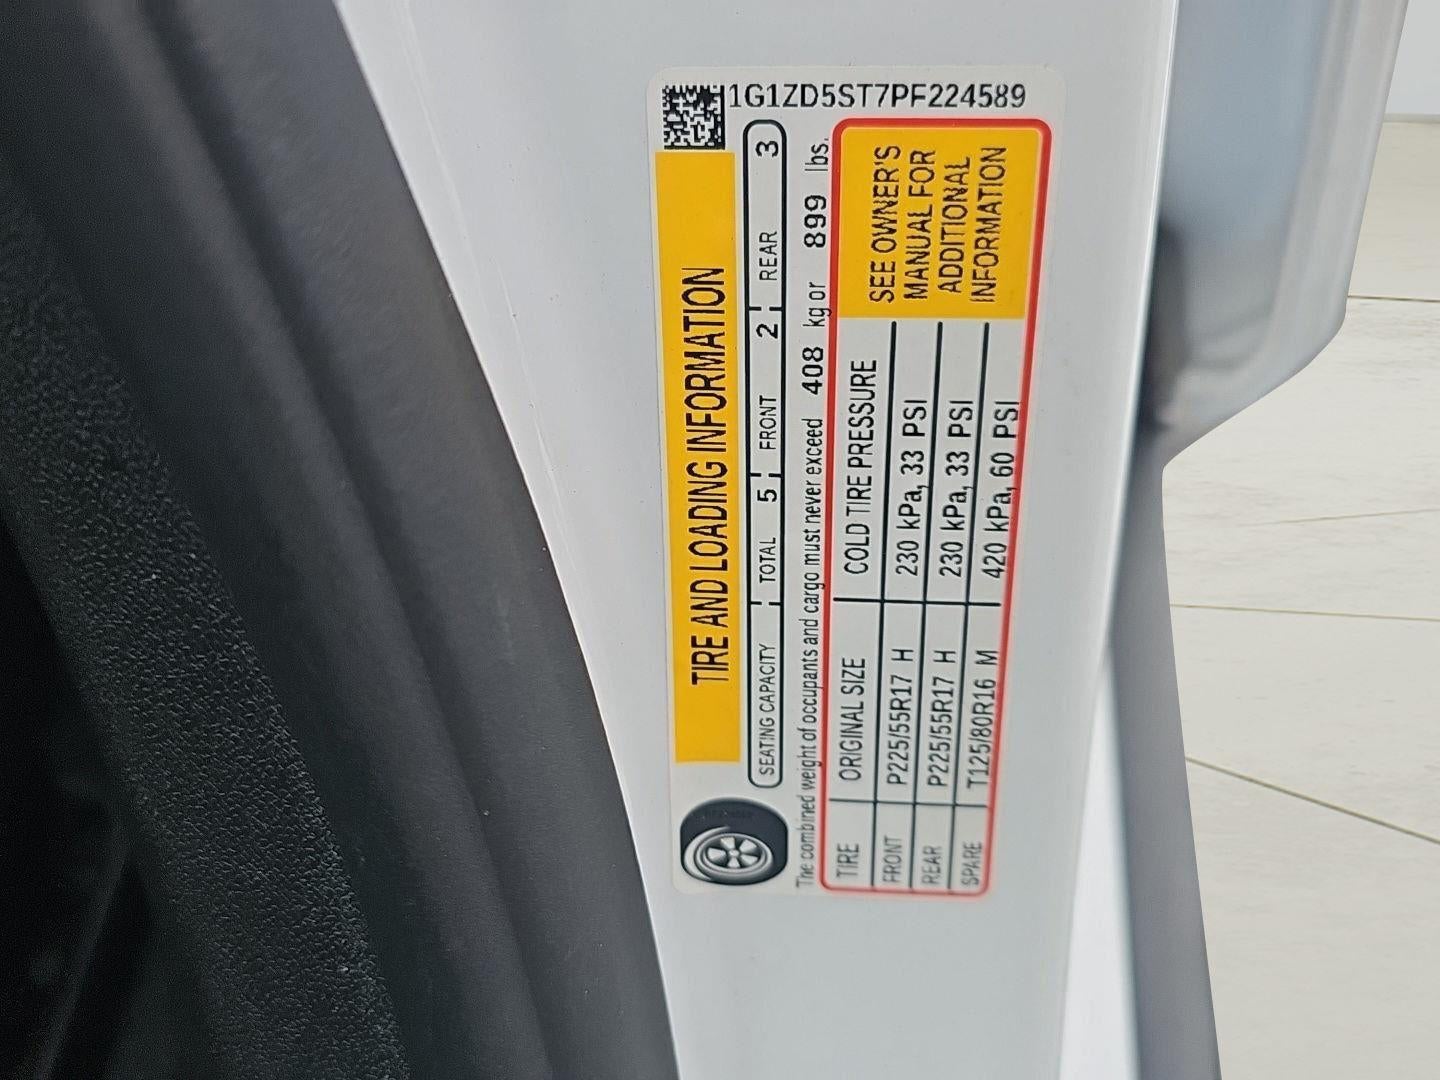 1G1ZD5ST7PF224589
TIRE AND LOADING INFORMATION
SEATING CAPACITY TOTAL 5 FRONT 2 REAR 3
The combined weight of occupants and cargo must never exceed 408 kg or 899 lbs.
TIRE ORIGINAL SIZE COLD TIRE PRESSURE
FRONT P225/55R17 H 230 kPa, 33 PSI
REAR P225/55R17 H 230 kPa, 33 PSI
SPARE T125/80R16 M 420 kPa, 60 PSI
SEE OWNER'S
MANUAL FOR
ADDITIONAL
INFORMATION